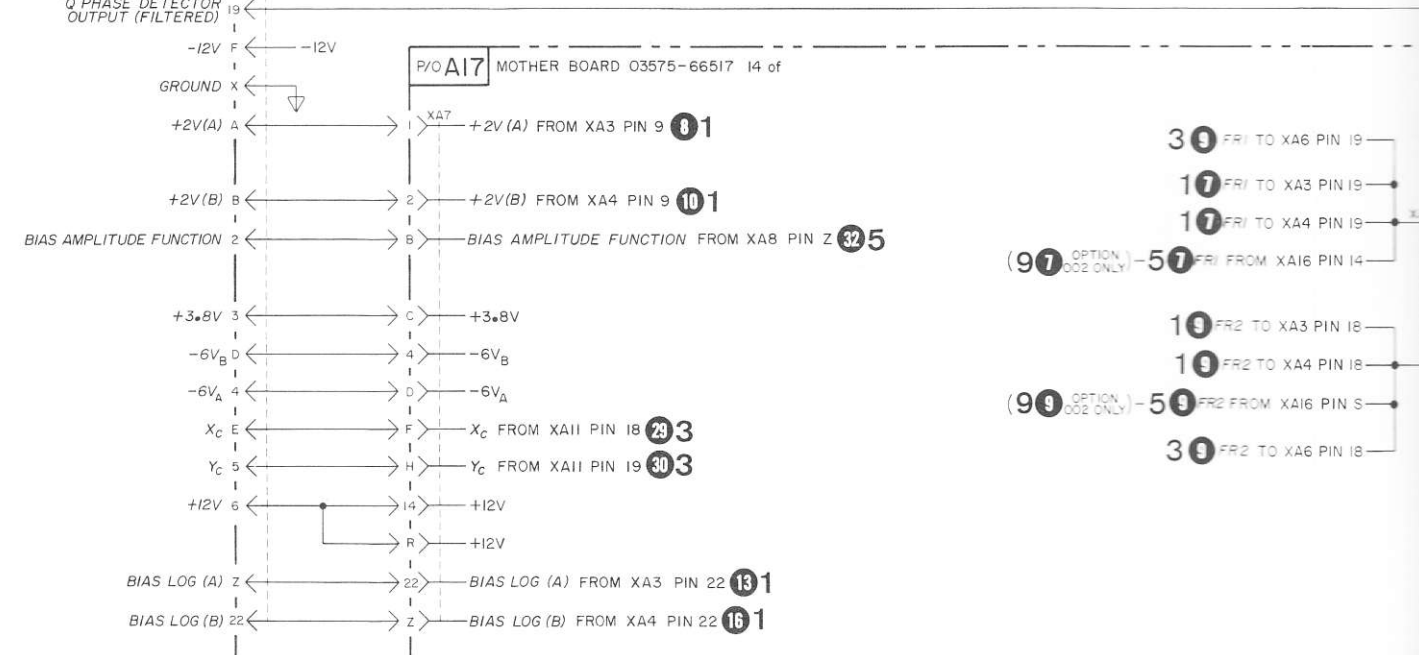 Q PHASE DETECTOR
OUTPUT (FILTERED) 19
-12V F -12V
P/O A17 MOTHER BOARD 03575-66517 14 of
GROUND X
XA7
+2V(A) A 1 +2V(A) FROM XA3 PIN 9 8 1
+2V(B) B 2 +2V(B) FROM XA4 PIN 9 10 1
BIAS AMPLITUDE FUNCTION 2 B BIAS AMPLITUDE FUNCTION FROM XA8 PIN Z 32 5
+3.8V 3 C +3.8V
-6VB D 4 -6VB
-6VA 4 D -6VA
XC E F XC FROM XA11 PIN 18 29 3
YC 5 H YC FROM XA11 PIN 19 30 3
+12V 6 14 +12V
R +12V
BIAS LOG (A) Z 22 BIAS LOG (A) FROM XA3 PIN 22 13 1
BIAS LOG (B) 22 Z BIAS LOG (B) FROM XA4 PIN 22 16 1
3 9 FR1 TO XA6 PIN 19
1 7 FR1 TO XA3 PIN 19
1 7 FR1 TO XA4 PIN 19
(9 7 OPTION 002 ONLY)-5 7 FR1 FROM XA16 PIN 14
1 9 FR2 TO XA3 PIN 18
1 9 FR2 TO XA4 PIN 18
(9 9 OPTION 002 ONLY)-5 9 FR2 FROM XA16 PIN S
3 9 FR2 TO XA6 PIN 18